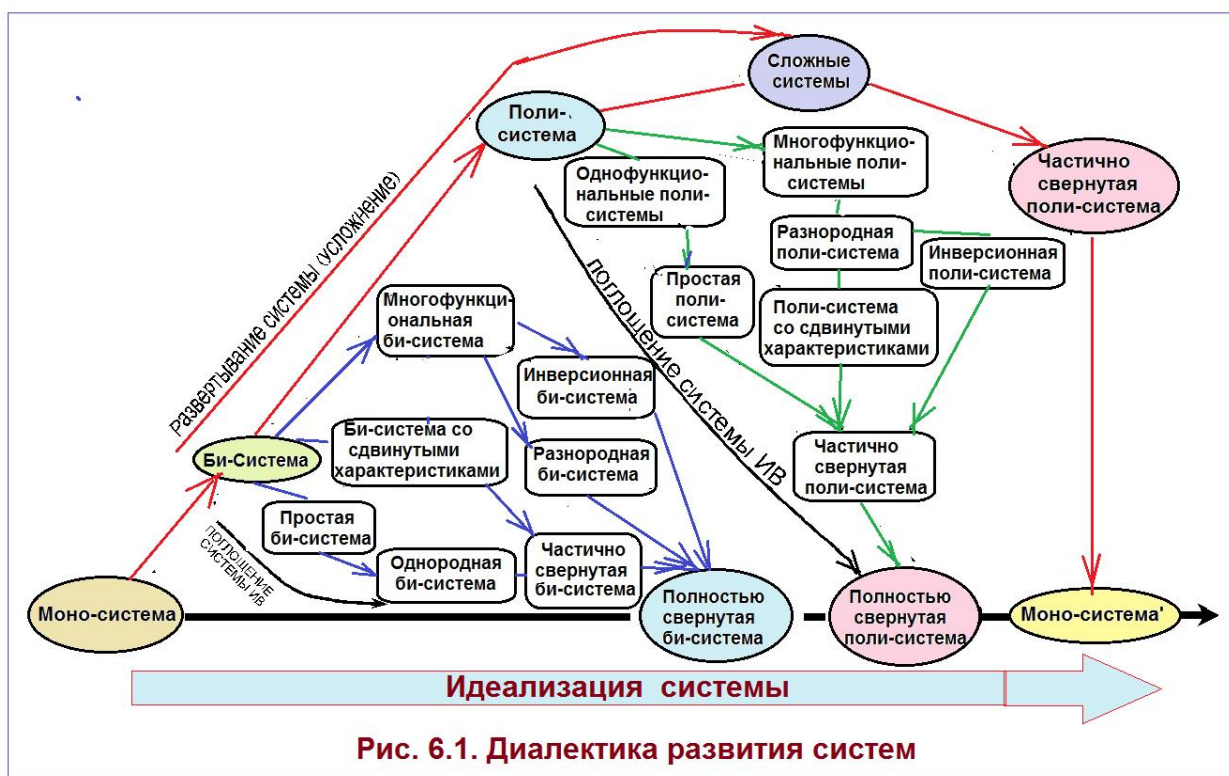 Сложные
системы
Поли-
система
Многофункцио-
нальные поли-
системы
Однофункци-
ональные поли-
системы
Частично
свернутая
поли-система
Разнородная
поли-система
Инверсионная
поли-система
Простая
поли-
система
Поли-система
со сдвинутыми
характеристиками
Развертывание системы (усложнение)
поглощение системы ИВ
Многофункци-
ональная
би-система
Инверсионная
би-система
Би-Система
Би-система со
сдвинутыми
характеристиками
Разнородная
би-система
Частично
свернутая
поли-система
Простая
би-система
ПОГЛОЩЕНИЕ
СИСТЕМЫ ИВ
Однородная
би-система
Частично
свернутая
би-система
Моно-система
Полностью
свернутая
би-система
Полностью
свернутая
поли-система
Моно-система'
Идеализация системы
Рис. 6.1. Диалектика развития систем